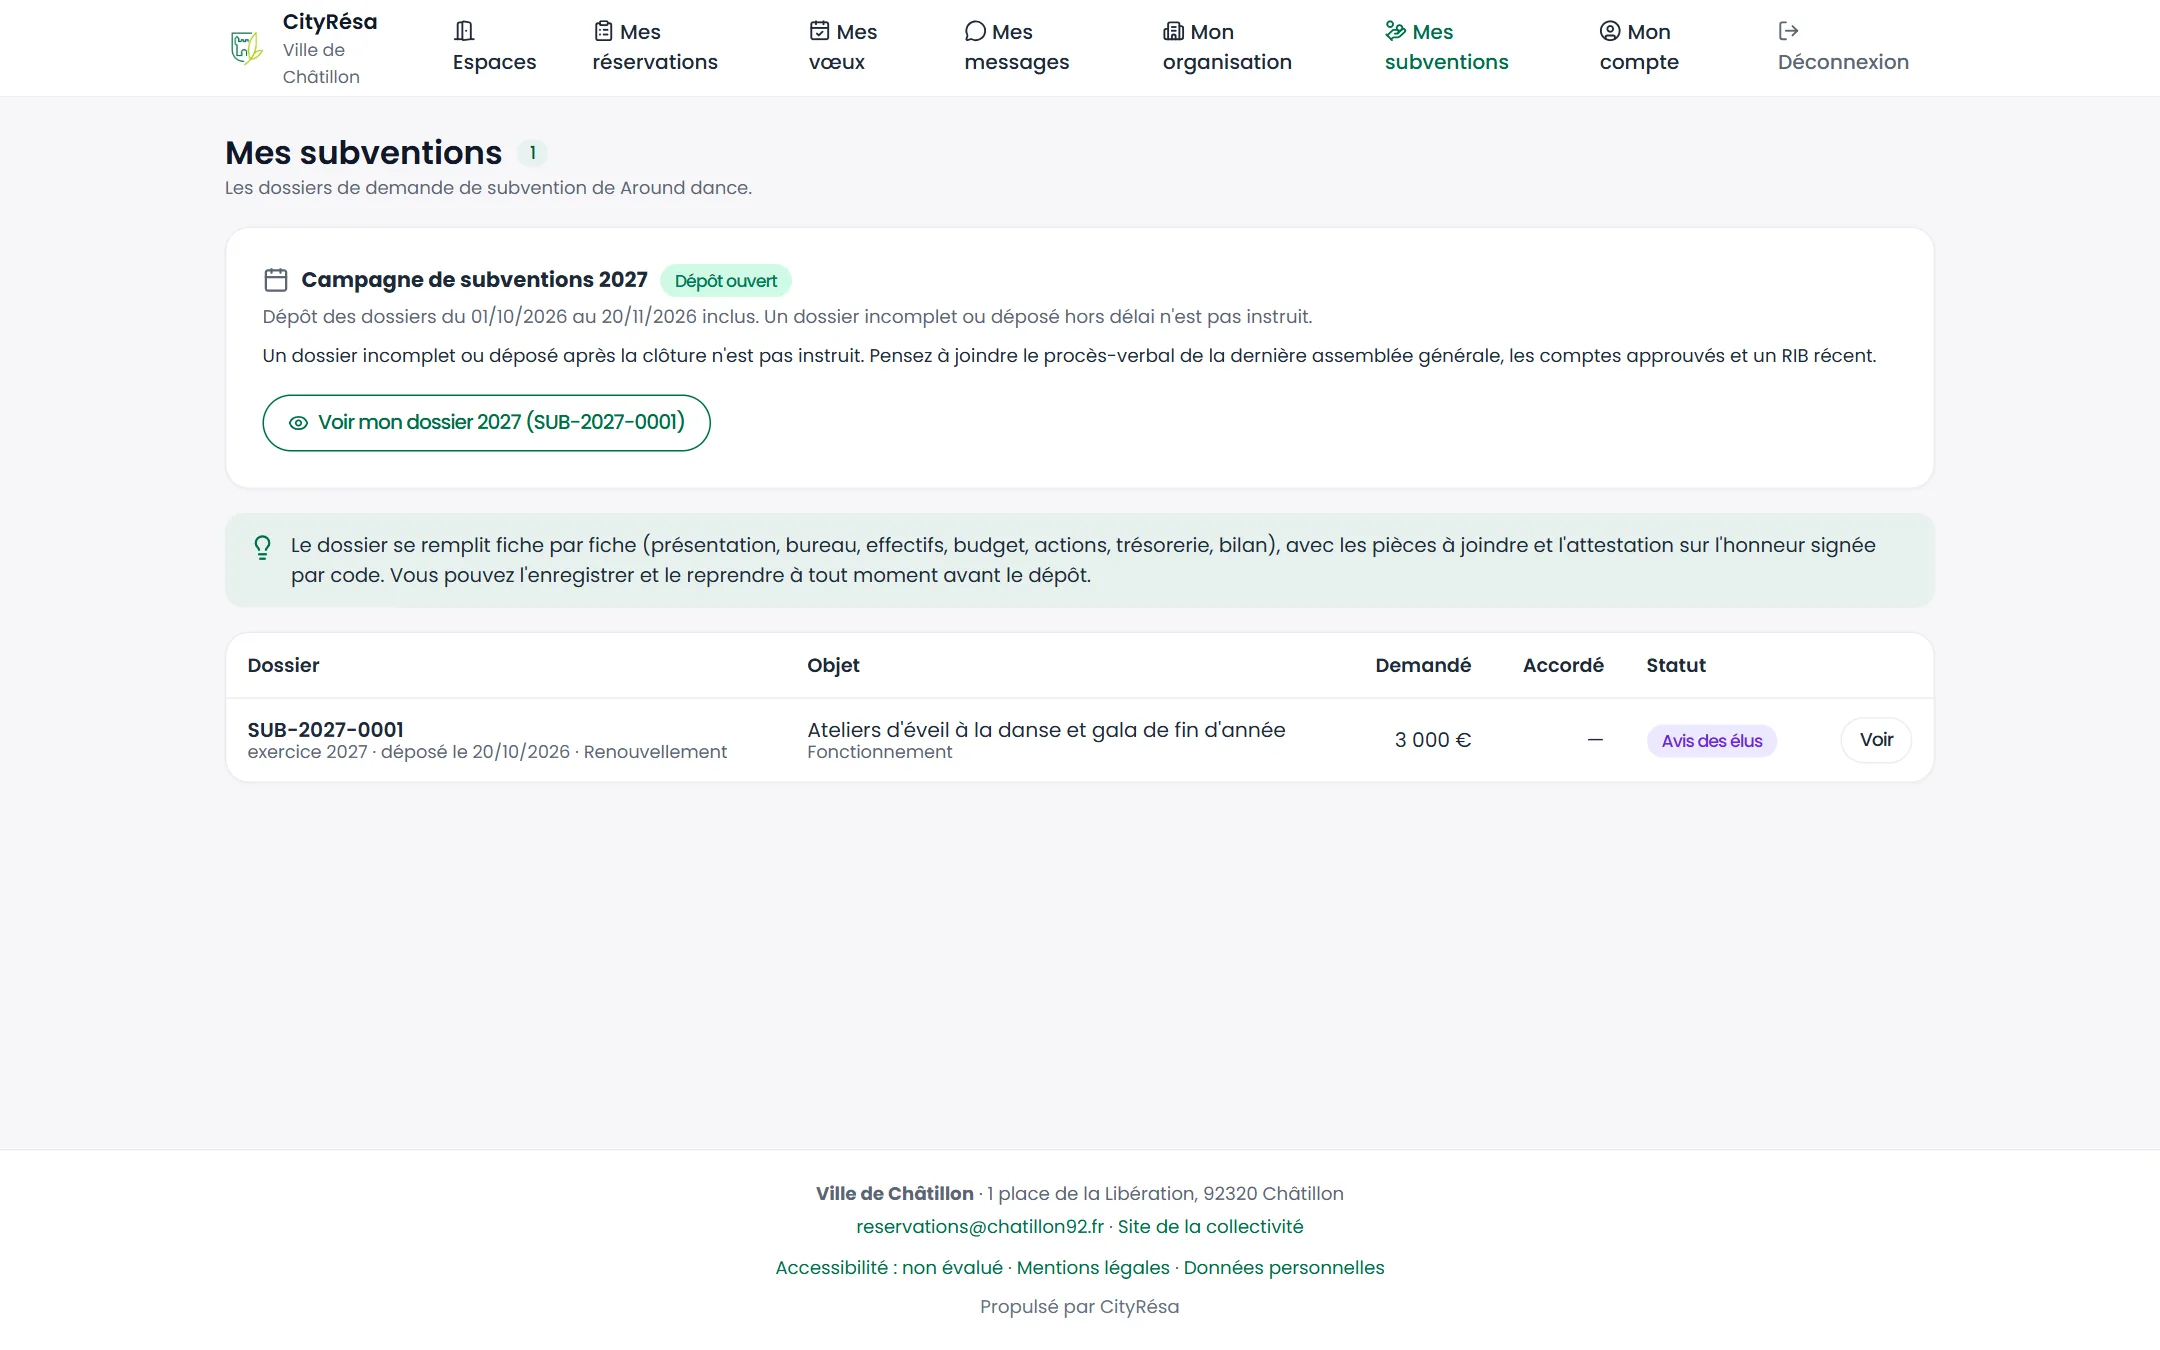 CityRésa
Ville de
Châtillon
Espaces
Mes
réservations
Mes
vœux
Mes
messages
Mon
organisation
Mes
subventions
Mon
compte
Déconnexion
Mes subventions 1
Les dossiers de demande de subvention de Around dance.
Campagne de subventions 2027 Dépôt ouvert
Dépôt des dossiers du 01/10/2026 au 20/11/2026 inclus. Un dossier incomplet ou déposé hors délai n'est pas instruit.
Un dossier incomplet ou déposé après la clôture n'est pas instruit. Pensez à joindre le procès-verbal de la dernière assemblée générale, les comptes approuvés et un RIB récent.
Voir mon dossier 2027 (SUB-2027-0001)
Le dossier se remplit fiche par fiche (présentation, bureau, effectifs, budget, actions, trésorerie, bilan), avec les pièces à joindre et l'attestation sur l'honneur signée
par code. Vous pouvez l'enregistrer et le reprendre à tout moment avant le dépôt.
Dossier Objet Demandé Accordé Statut
SUB-2027-0001 Ateliers d'éveil à la danse et gala de fin d'année 3 000 € — Avis des élus Voir
exercice 2027 · déposé le 20/10/2026 · Renouvellement Fonctionnement
Ville de Châtillon · 1 place de la Libération, 92320 Châtillon
reservations@chatillon92.fr · Site de la collectivité
Accessibilité : non évalué · Mentions légales · Données personnelles
Propulsé par CityRésa